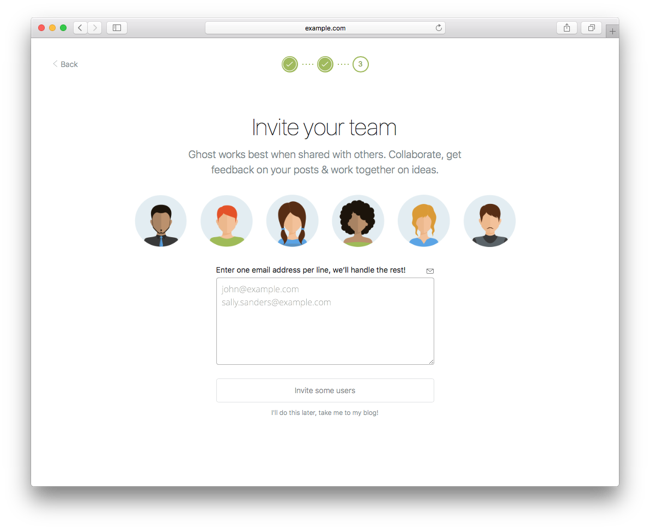 example.com
Back
3
Invite your team
Ghost works best when shared with others. Collaborate, get
feedback on your posts & work together on ideas.
Enter one email address per line, we'll handle the rest!
john@example.com
sally.sanders@example.com
Invite some users
I'll do this later, take me to my blog!